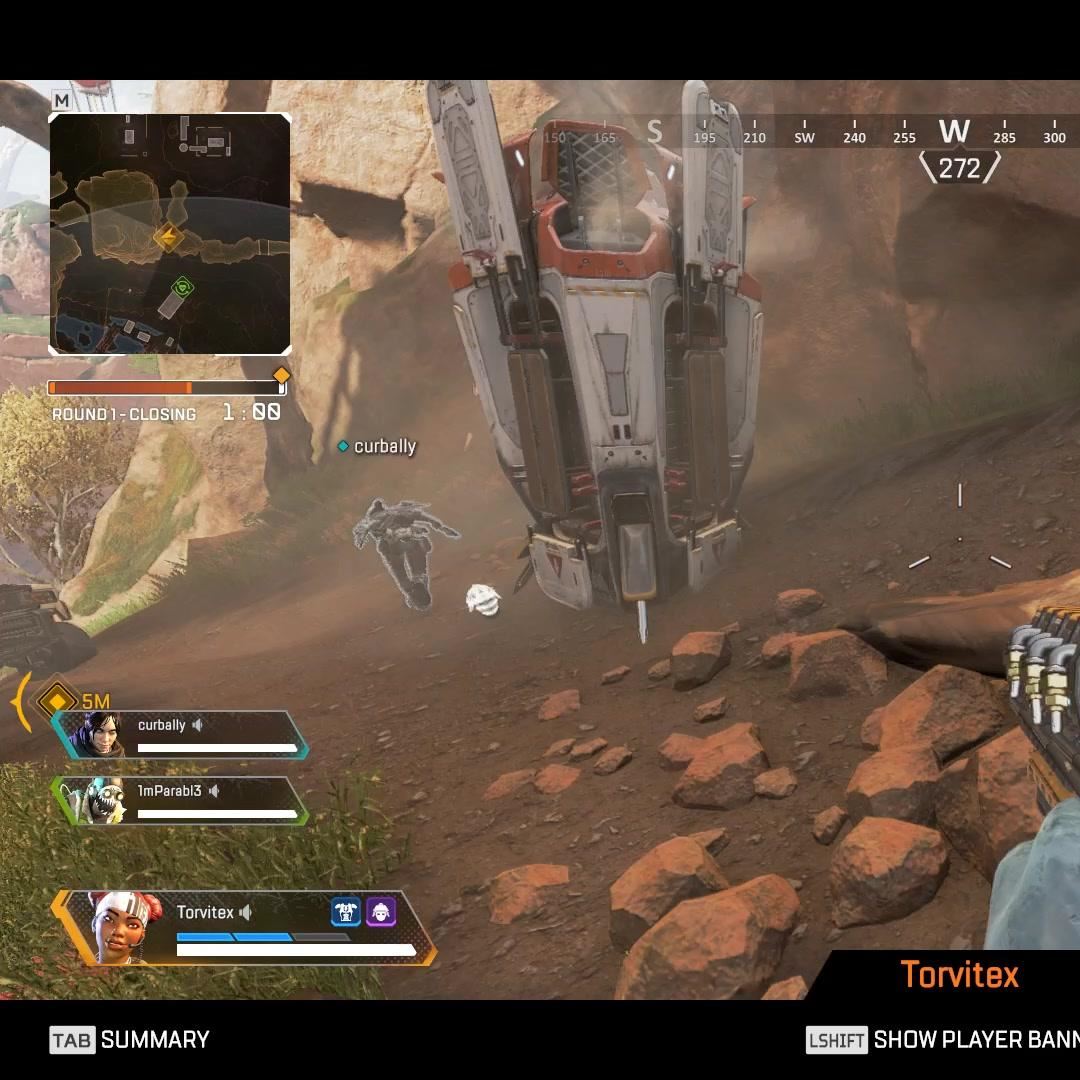 M
150 165 S 195 210 SW 240 255 W 285 300
272
ROUND 1 - CLOSING 1:00
curbally
5M
curbally
1mParabl3
Torvitex
Torvitex
TAB SUMMARY
LSHIFT SHOW PLAYER BANN